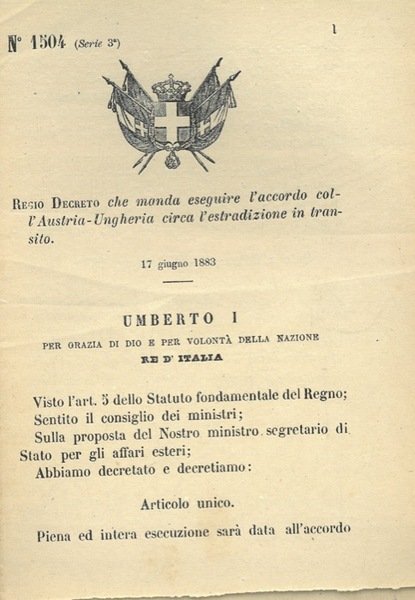 1
N° 1504 (Serie 3ª)
REGIO DECRETO che manda eseguire l'accordo col-
l'Austria-Ungheria circa l'estradizione in tran-
sito.
17 giugno 1883
UMBERTO I
PER GRAZIA DI DIO E PER VOLONTÀ DELLA NAZIONE
RE D'ITALIA
Visto l'art. 5 dello Statuto fondamentale del Regno;
Sentito il consiglio dei ministri;
Sulla proposta del Nostro ministro segretario di
Stato per gli affari esteri;
Abbiamo decretato e decretiamo:
Articolo unico.
Piena ed intera esecuzione sarà data all'accordo